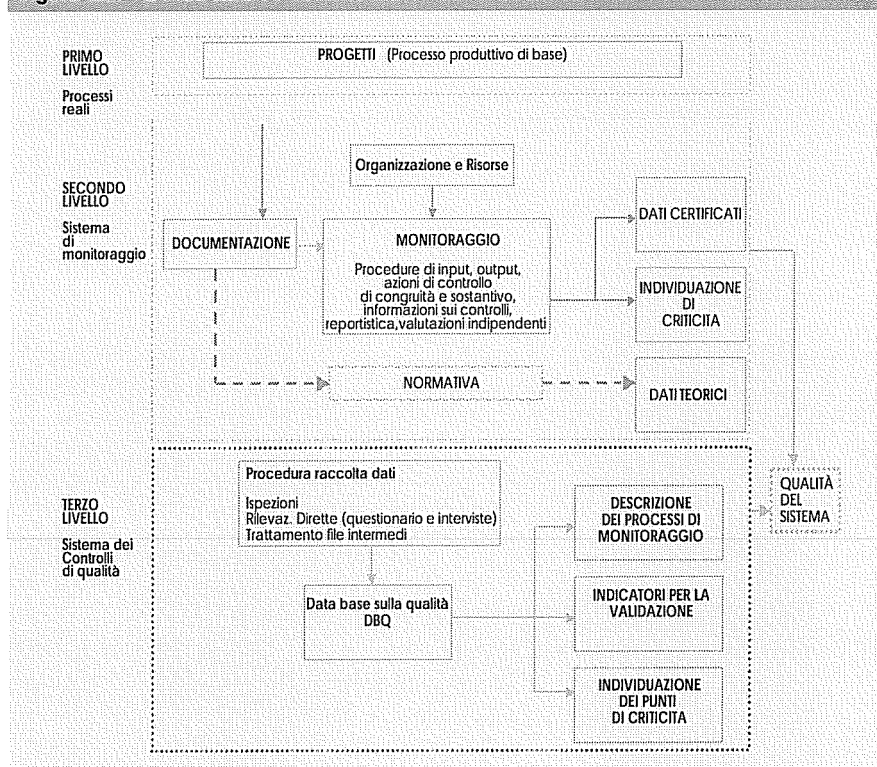 PRIMO
LIVELLO
Processi
reali
PROGETTI (Processo produttivo di base)
SECONDO
LIVELLO
Sistema
di
monitoraggio
Organizzazione e Risorse
DOCUMENTAZIONE
MONITORAGGIO
Procedure di input, output,
azioni di controllo
di congruità e sostantivo,
informazioni sui controlli,
reportistica,valutazioni indipendenti
DATI CERTIFICATI
INDIVIDUAZIONE
DI
CRITICITA
NORMATIVA
DATI TEORICI
TERZO
LIVELLO
Sistema dei
Controlli
di qualità
Procedura raccolta dati
Ispezioni
Rilevaz. Dirette (questionario e interviste)
Trattamento file intermedi
Data base sulla qualità
DBQ
DESCRIZIONE
DEI PROCESSI DI
MONITORAGGIO
INDICATORI PER LA
VALIDAZIONE
INDIVIDUAZIONE
DEI PUNTI
DI CRITICITA
QUALITÀ
DEL
SISTEMA